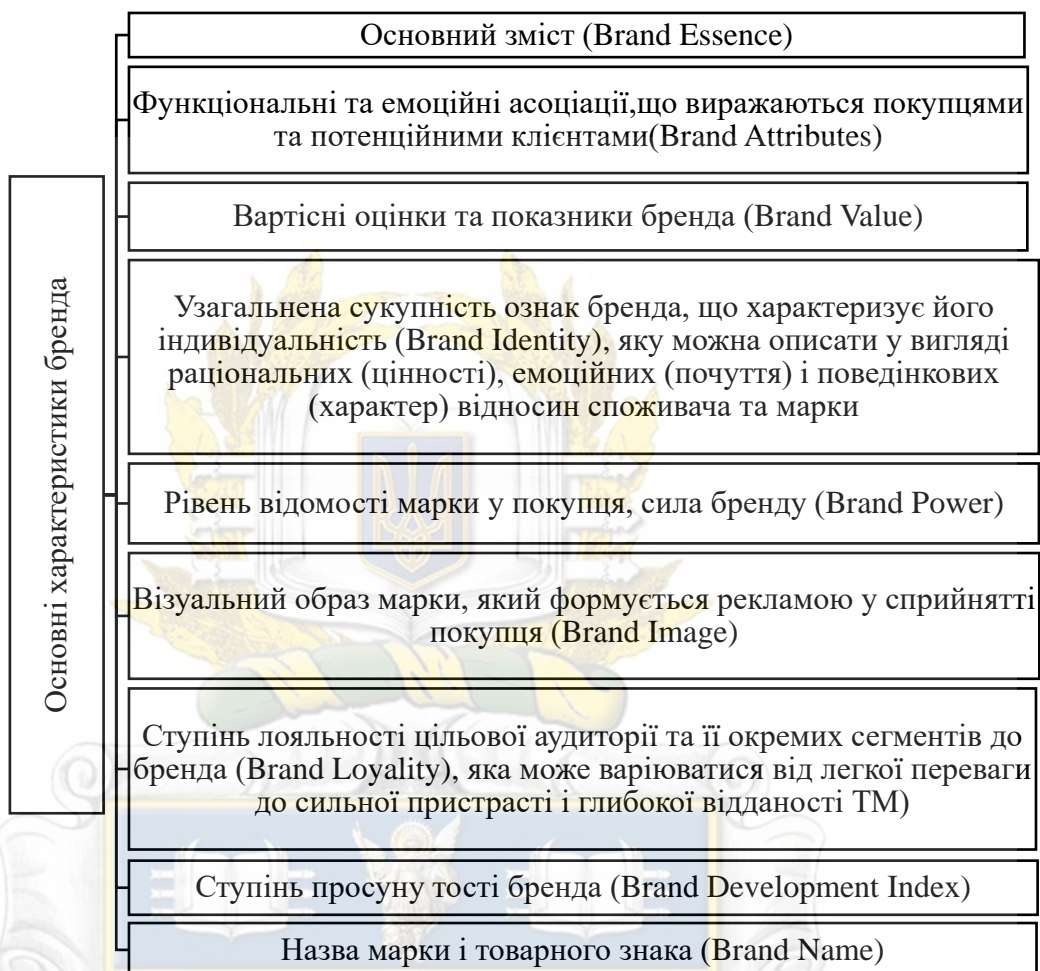 Основні характеристики бренда
Основний зміст (Brand Essence)
Функціональні та емоційні асоціації,що виражаються покупцями
та потенційними клієнтами(Brand Attributes)
Вартісні оцінки та показники бренда (Brand Value)
Узагальнена сукупність ознак бренда, що характеризує його
індивідуальність (Brand Identity), яку можна описати у вигляді
раціональних (цінності), емоційних (почуття) і поведінкових
(характер) відносин споживача та марки
Рівень відомості марки у покупця, сила бренду (Brand Power)
Візуальний образ марки, який формується рекламою у сприйнятті
покупця (Brand Image)
Ступінь лояльності цільової аудиторії та її окремих сегментів до
бренда (Brand Loyality), яка може варіюватися від легкої переваги
до сильної пристрасті і глибокої відданості ТМ)
Ступінь просуну тості бренда (Brand Development Index)
Назва марки і товарного знака (Brand Name)